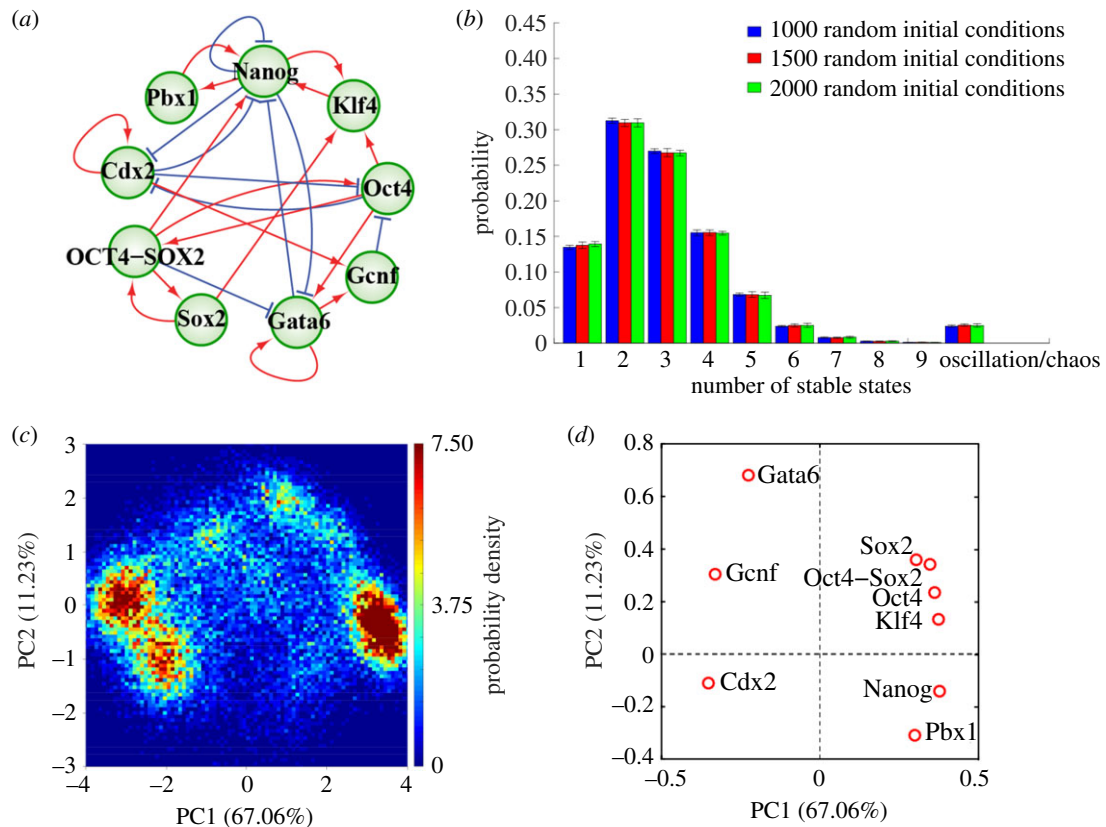 (a)
Nanog
Pbx1
Klf4
Cdx2
Oct4
OCT4−SOX2
Gcnf
Sox2
Gata6
(b)
1000 random initial conditions
1500 random initial conditions
2000 random initial conditions
0.45
0.40
0.35
0.30
0.25
0.20
0.15
0.10
0.05
0
probability
1 2 3 4 5 6 7 8 9 oscillation/chaos
number of stable states
(c)
3
2
1
0
−1
−2
−3
PC2 (11.23%)
−4 −2 0 2 4
PC1 (67.06%)
7.50
3.75
0
probability density
(d)
0.8
0.6
0.4
0.2
0
−0.2
−0.4
PC2 (11.23%)
Gata6
Sox2
Gcnf
Oct4−Sox2
Oct4
Klf4
Cdx2
Nanog
Pbx1
−0.5 0 0.5
PC1 (67.06%)